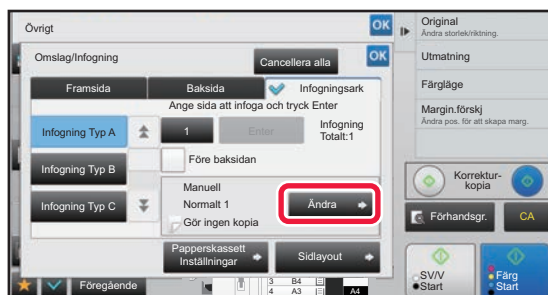 Övrigt
OK
Omslag/Infogning
Cancellera alla
OK
Framsida
Baksida
Infogningsark
Ange sida att infoga och tryck Enter
Infogning Typ A
1
Enter
Infogning
Totalt:1
Infogning Typ B
Före baksidan
Infogning Typ C
Manuell
Normalt 1
Gör ingen kopia
Ändra
Papperskassett
Inställningar
Sidlayout
Föregående
3 B4
4 A3
A4
Original
Ändra storlek/riktning.
Utmatning
Färgläge
Margin.förskj
Ändra pos. för att skapa marg.
Korrektur-
kopia
Förhandsgr.
CA
SV/V
Start
Färg
Start